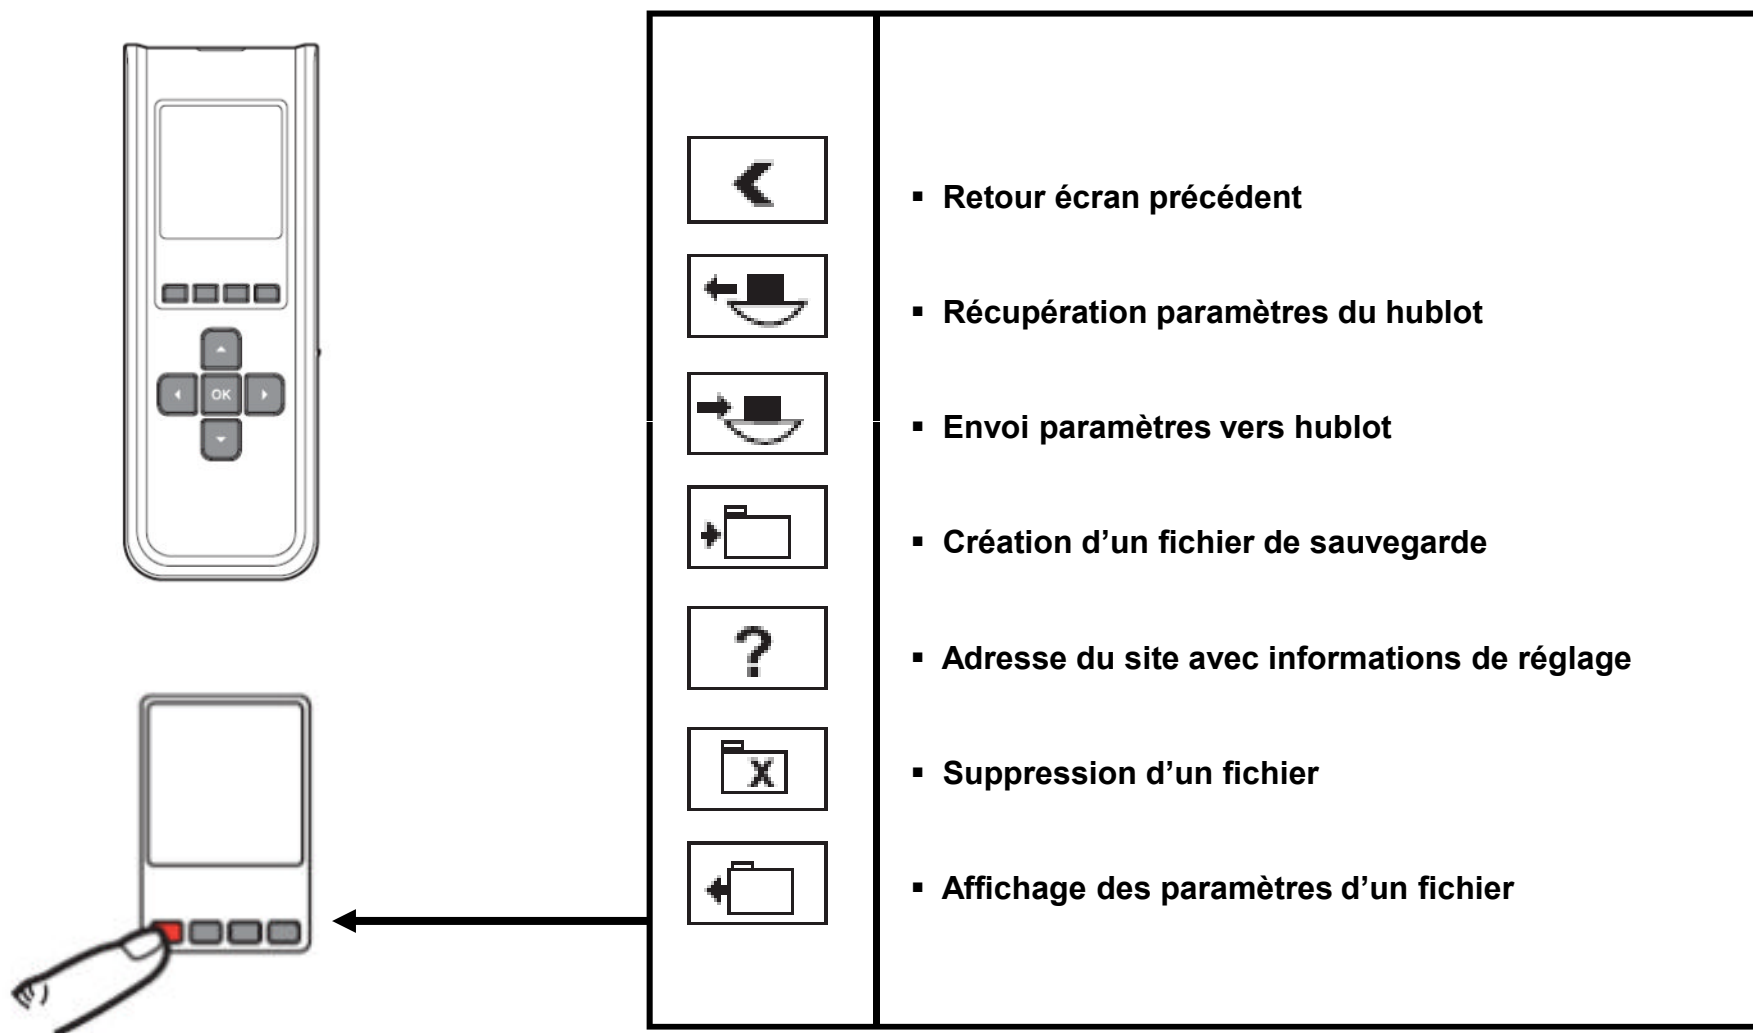 OK
<
▪ Retour écran précédent
▪ Récupération paramètres du hublot
▪ Envoi paramètres vers hublot
▪ Création d’un fichier de sauvegarde
?
▪ Adresse du site avec informations de réglage
X
▪ Suppression d’un fichier
▪ Affichage des paramètres d’un fichier